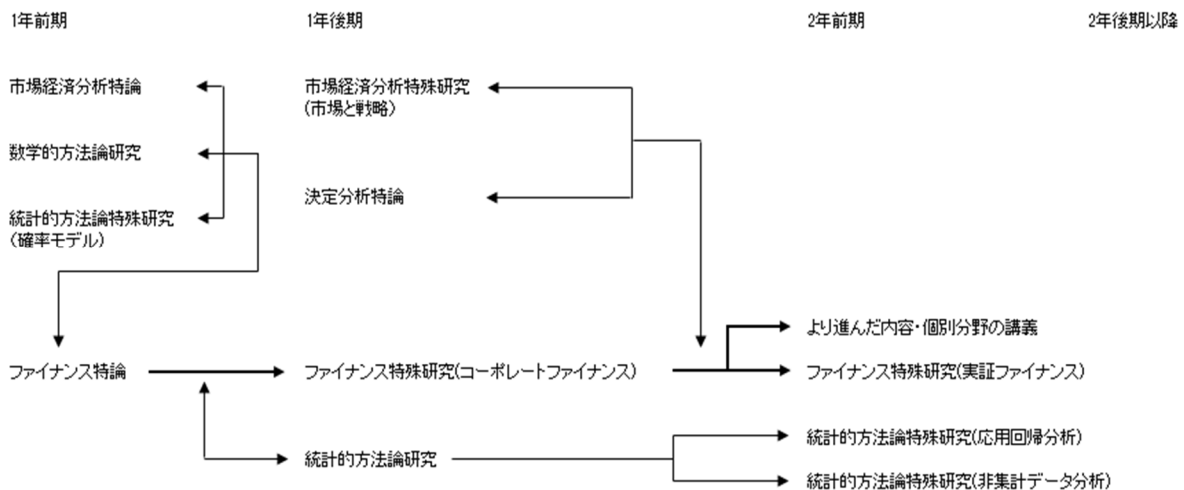 1年前期
1年後期
2年前期
2年後期以降
市場経済分析特論
市場経済分析特殊研究
(市場と戦略)
数学的方法論研究
決定分析特論
統計的方法論特殊研究
(確率モデル)
より進んだ内容・個別分野の講義
ファイナンス特論
ファイナンス特殊研究(コーポレートファイナンス)
ファイナンス特殊研究(実証ファイナンス)
統計的方法論研究
統計的方法論特殊研究(応用回帰分析)
統計的方法論特殊研究(非集計データ分析)